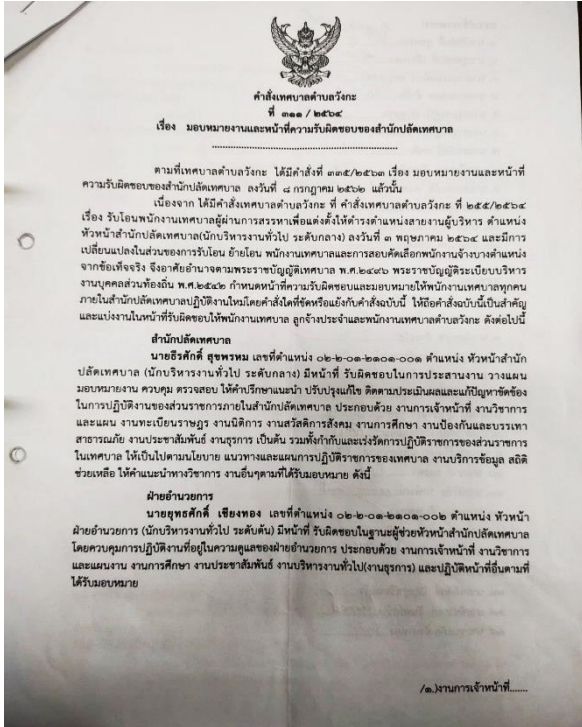 คำสั่งเทศบาลตำบลวังกะ
ที่ ๓๑๑ / ๒๕๖๔
เรื่อง มอบหมายงานและหน้าที่ความรับผิดชอบของสำนักปลัดเทศบาล
ตามที่เทศบาลตำบลวังกะ ได้มีคำสั่งที่ ๓๓๕/๒๕๖๓ เรื่อง มอบหมายงานและหน้าที่
ความรับผิดชอบของสำนักปลัดเทศบาล ลงวันที่ ๘ กรกฎาคม ๒๕๖๒ แล้วนั้น
เนื่องจาก ได้มีคำสั่งเทศบาลตำบลวังกะ ที่ คำสั่งเทศบาลตำบลวังกะ ที่ ๒๕๕/๒๕๖๔
เรื่อง รับโอนพนักงานเทศบาลผู้ผ่านการสรรหาเพื่อแต่งตั้งให้ดำรงตำแหน่งสายงานผู้บริหาร ตำแหน่ง
หัวหน้าสำนักปลัดเทศบาล(นักบริหารงานทั่วไป ระดับกลาง) ลงวันที่ ๓ พฤษภาคม ๒๕๖๔ และมีการ
เปลี่ยนแปลงในส่วนของการรับโอน ย้ายโอน พนักงานเทศบาลและการสอบคัดเลือกพนักงานจ้างบางตำแหน่ง
จากข้อเท็จจริง จึงอาศัยอำนาจตามพระราชบัญญัติเทศบาล พ.ศ.๒๔๙๖ พระราชบัญญัติระเบียบบริหาร
งานบุคคลส่วนท้องถิ่น พ.ศ.๒๕๔๒ กำหนดหน้าที่ความรับผิดชอบและมอบหมายให้พนักงานเทศบาลทุกคน
ภายในสำนักปลัดเทศบาลปฏิบัติงานใหม่โดยคำสั่งใดที่ขัดหรือแย้งกับคำสั่งฉบับนี้ ให้ถือคำสั่งฉบับนี้เป็นสำคัญ
และแบ่งงานในหน้าที่รับผิดชอบให้พนักงานเทศบาล ลูกจ้างประจำและพนักงานเทศบาลตำบลวังกะ ดังต่อไปนี้
สำนักปลัดเทศบาล
นายธีรศักดิ์ สุขพรหม เลขที่ตำแหน่ง ๐๒-๒-๐๑-๒๑๐๑-๐๐๑ ตำแหน่ง หัวหน้าสำนัก
ปลัดเทศบาล (นักบริหารงานทั่วไป ระดับกลาง) มีหน้าที่ รับผิดชอบในการประสานงาน วางแผน
มอบหมายงาน ควบคุม ตรวจสอบ ให้คำปรึกษาแนะนำ ปรับปรุงแก้ไข ติดตามประเมินผลและแก้ปัญหาขัดข้อง
ในการปฏิบัติงานของส่วนราชการภายในสำนักปลัดเทศบาล ประกอบด้วย งานการเจ้าหน้าที่ งานวิชาการ
และแผน งานทะเบียนราษฎร งานนิติการ งานสวัสดิการสังคม งานการศึกษา งานป้องกันและบรรเทา
สาธารณภัย งานประชาสัมพันธ์ งานธุรการ เป็นต้น รวมทั้งกำกับและเร่งรัดการปฏิบัติราชการของส่วนราชการ
ในเทศบาล ให้เป็นไปตามนโยบาย แนวทางและแผนการปฏิบัติราชการของเทศบาล งานบริการข้อมูล สถิติ
ช่วยเหลือ ให้คำแนะนำทางวิชาการ งานอื่นๆตามที่ได้รับมอบหมาย ดังนี้
ฝ่ายอำนวยการ
นายยุทธศักดิ์ เชียงทอง เลขที่ตำแหน่ง ๐๒-๒-๐๑-๒๑๐๑-๐๐๒ ตำแหน่ง หัวหน้า
ฝ่ายอำนวยการ (นักบริหารงานทั่วไป ระดับต้น) มีหน้าที่ รับผิดชอบในฐานะผู้ช่วยหัวหน้าสำนักปลัดเทศบาล
โดยควบคุมการปฏิบัติงานที่อยู่ในความดูแลของฝ่ายอำนวยการ ประกอบด้วย งานการเจ้าหน้าที่ งานวิชาการ
และแผนงาน งานการศึกษา งานประชาสัมพันธ์ งานบริหารงานทั่วไป(งานธุรการ) และปฏิบัติหน้าที่อื่นตามที่
ได้รับมอบหมาย
/๑.)งานการเจ้าหน้าที่.......